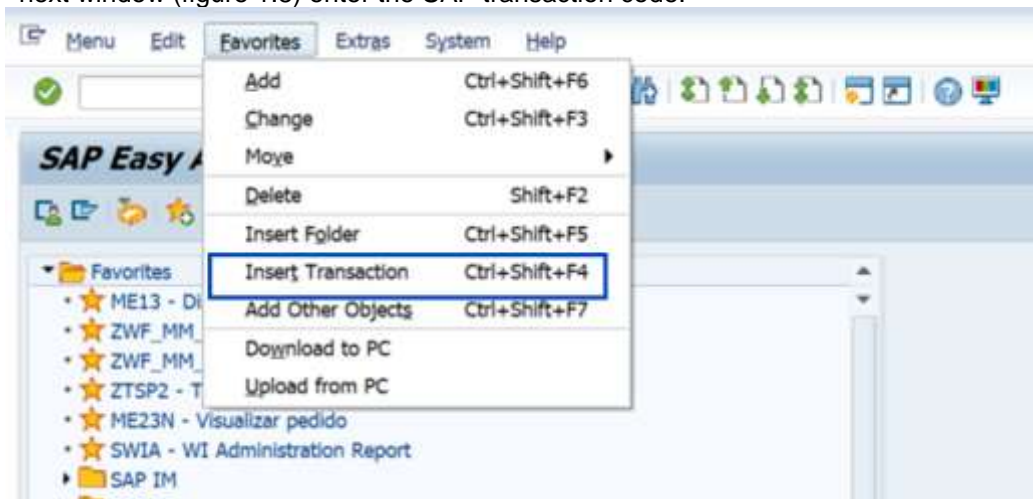 next window (figure 1.3) enter the SAP transaction code.
Menu Edit Favorites Extras System Help
Add Ctrl+Shift+F6
Change Ctrl+Shift+F3
Move
SAP Easy
Delete Shift+F2
Insert Folder Ctrl+Shift+F5
Favorites
Insert Transaction Ctrl+Shift+F4
ME13 - Di
Add Other Objects Ctrl+Shift+F7
ZWF_MM_
Download to PC
ZWF_MM_
ZTSP2 - T
Upload from PC
ME23N - Visualizar pedido
SWIA - WI Administration Report
SAP IM